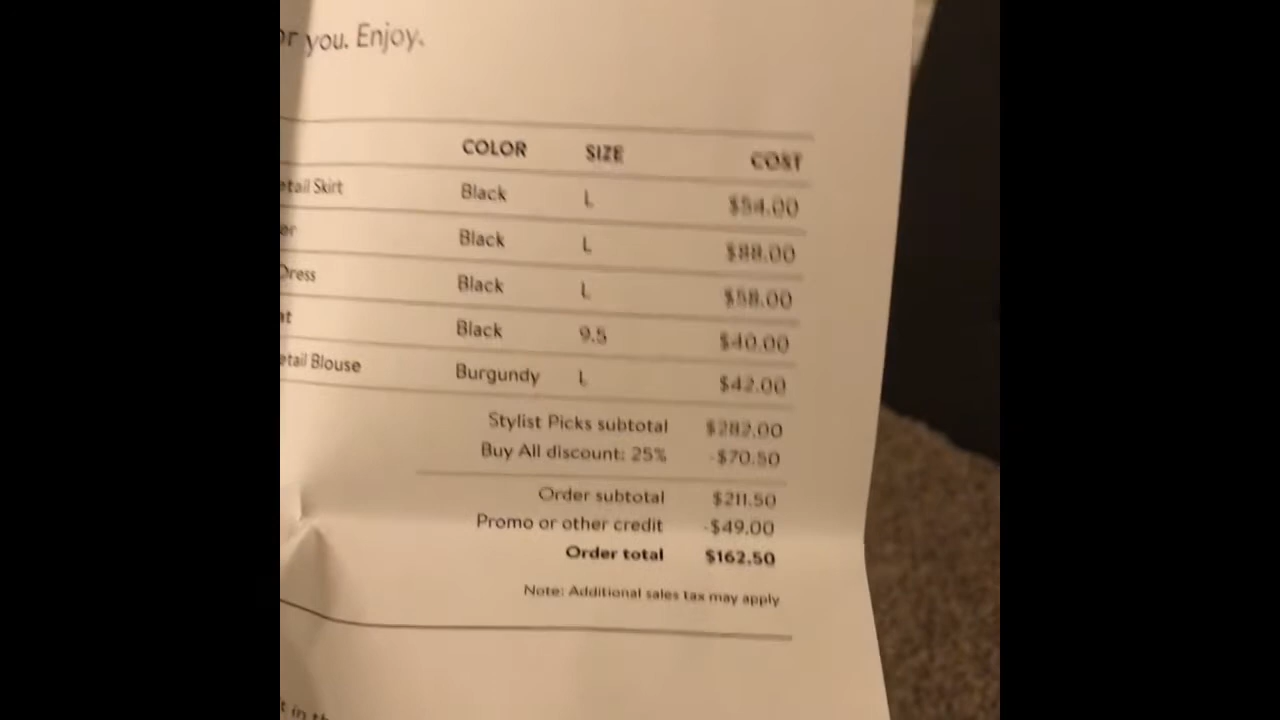 you. Enjoy.
COLOR SIZE COST
Skirt Black L $54.00
Black L $88.00
Dress Black L $58.00
Black 9.5 $40.00
Blouse Burgundy L $42.00
Stylist Picks subtotal $282.00
Buy All discount: 25% -$70.50
Order subtotal $211.50
Promo or other credit -$49.00
Order total $162.50
Note: Additional sales tax may apply
in